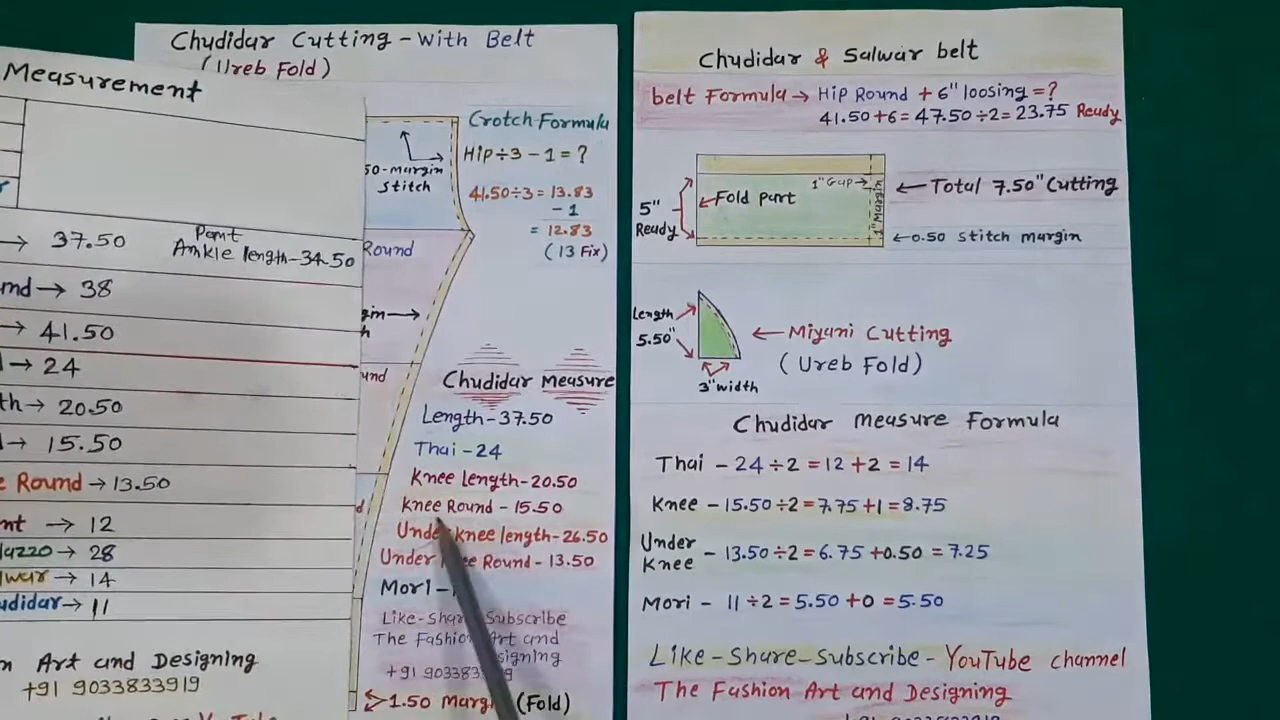 Measurement
→ 37.50
Pant
Ankle length-34.50
→ 38
→ 41.50
→ 24
→ 20.50
→ 15.50
Round → 13.50
→ 12
→ 28
→ 14
→ 11
Art and Designing
+91 9033833919
Chudidar Cutting - With Belt
(Ureb Fold)
Crotch Formula
Hip÷3 - 1 = ?
41.50÷3 = 13.83
- 1
= 12.83
(13 Fix)
50-margin
Stitch
Round
Chudidar Measure
Length-37.50
Thai - 24
Knee Length-20.50
Knee Round - 15.50
Under Knee length-26.50
Under Round - 13.50
Mori -
Like-Share Subscribe
The Fashion Art and
+91 90338
1.50 (Fold)
Chudidar & Salwar belt
belt Formula → Hip Round + 6" loosing = ?
41.50+6 = 47.50÷2 = 23.75 Ready
1" Gap →
Fold part
5"
Ready
← Total 7.50" Cutting
← 0.50 Stitch margin
Length
5.50"
3" width
← Miyani Cutting
(Ureb Fold)
Chudidar measure Formula
Thai - 24 ÷2 = 12 +2 = 14
Knee - 15.50 ÷2 = 7.75 +1 = 8.75
Under
Knee - 13.50 ÷2 = 6.75 +0.50 = 7.25
Mori - 11 ÷2 = 5.50 +0 = 5.50
Like-Share-Subscribe - YouTube channel
The Fashion Art and Designing